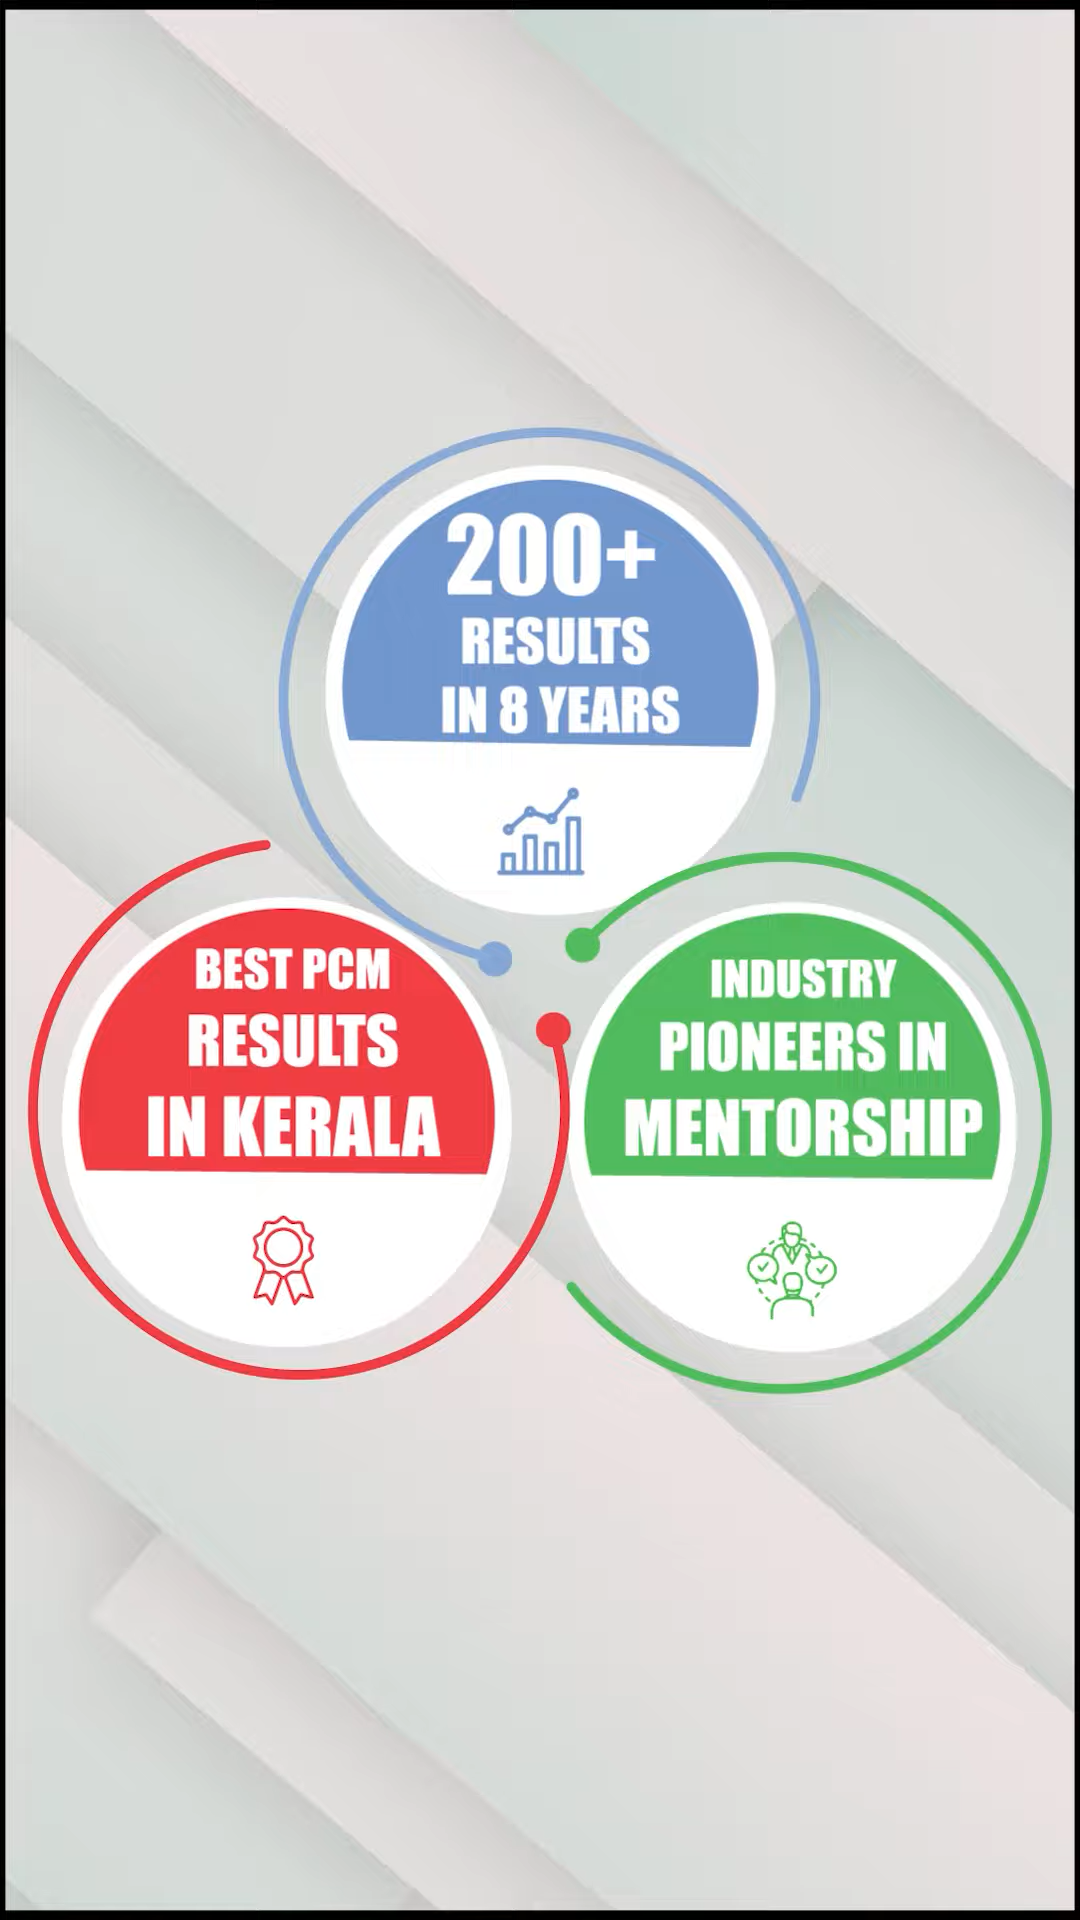 200+
RESULTS
IN 8 YEARS
BEST PCM
RESULTS
IN KERALA
INDUSTRY
PIONEERS IN
MENTORSHIP